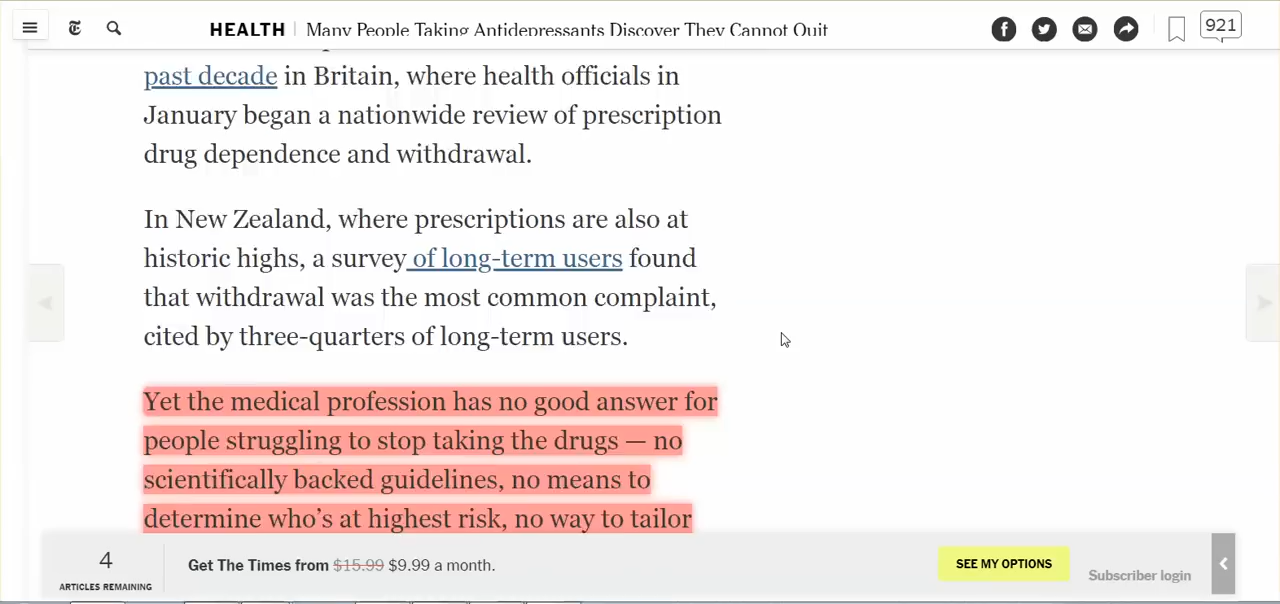 HEALTH | Many People Taking Antidepressants Discover They Cannot Quit
921
past decade in Britain, where health officials in
January began a nationwide review of prescription
drug dependence and withdrawal.
In New Zealand, where prescriptions are also at
historic highs, a survey of long-term users found
that withdrawal was the most common complaint,
cited by three-quarters of long-term users.
Yet the medical profession has no good answer for
people struggling to stop taking the drugs — no
scientifically backed guidelines, no means to
determine who's at highest risk, no way to tailor
4
ARTICLES REMAINING
Get The Times from $15.99 $9.99 a month.
SEE MY OPTIONS
Subscriber login